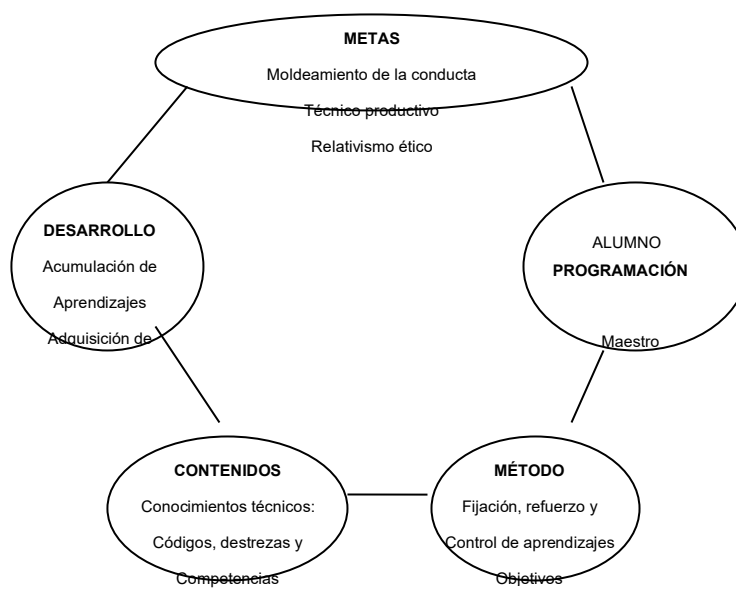 METAS
Moldeamiento de la conducta
Técnico productivo
Relativismo ético
DESARROLLO
Acumulación de
Aprendizajes
Adquisición de
ALUMNO
PROGRAMACIÓN
Maestro
CONTENIDOS
Conocimientos técnicos:
Códigos, destrezas y
Competencias
MÉTODO
Fijación, refuerzo y
Control de aprendizajes
Objetivos